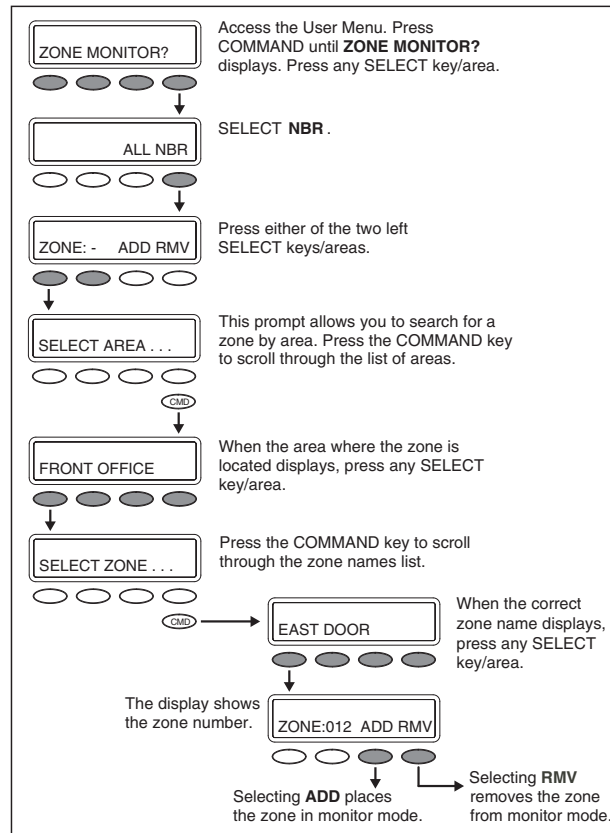 ZONE MONITOR?
Access the User Menu. Press
COMMAND until ZONE MONITOR?
displays. Press any SELECT key/area.
ALL NBR
SELECT NBR .
ZONE: - ADD RMV
Press either of the two left
SELECT keys/areas.
SELECT AREA . . .
This prompt allows you to search for a
zone by area. Press the COMMAND key
to scroll through the list of areas.
CMD
FRONT OFFICE
When the area where the zone is
located displays, press any SELECT
key/area.
SELECT ZONE . . .
Press the COMMAND key to scroll
through the zone names list.
CMD
EAST DOOR
When the correct
zone name displays,
press any SELECT
key/area.
The display shows
the zone number.
ZONE:012 ADD RMV
Selecting ADD places
the zone in monitor mode.
Selecting RMV
removes the zone
from monitor mode.